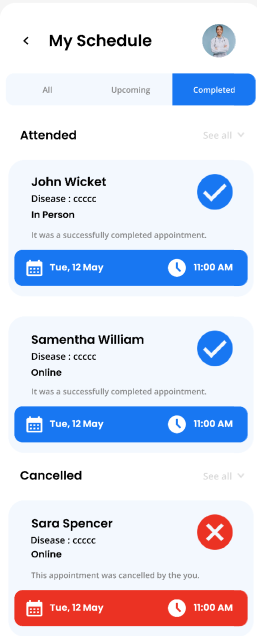 My Schedule
All Upcoming Completed
Attended See all
John Wicket
Disease : ccccc
In Person
It was a successfully completed appointment.
Tue, 12 May 11:00 AM
Samentha William
Disease : ccccc
Online
It was a successfully completed appointment.
Tue, 12 May 11:00 AM
Cancelled See all
Sara Spencer
Disease : ccccc
Online
This appointment was cancelled by the you.
Tue, 12 May 11:00 AM